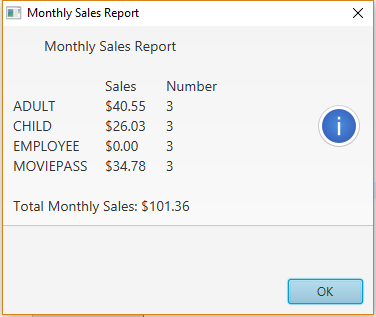 Monthly Sales Report
Monthly Sales Report
Sales Number
ADULT $40.55 3
CHILD $26.03 3
EMPLOYEE $0.00 3
MOVIEPASS $34.78 3
Total Monthly Sales: $101.36
OK